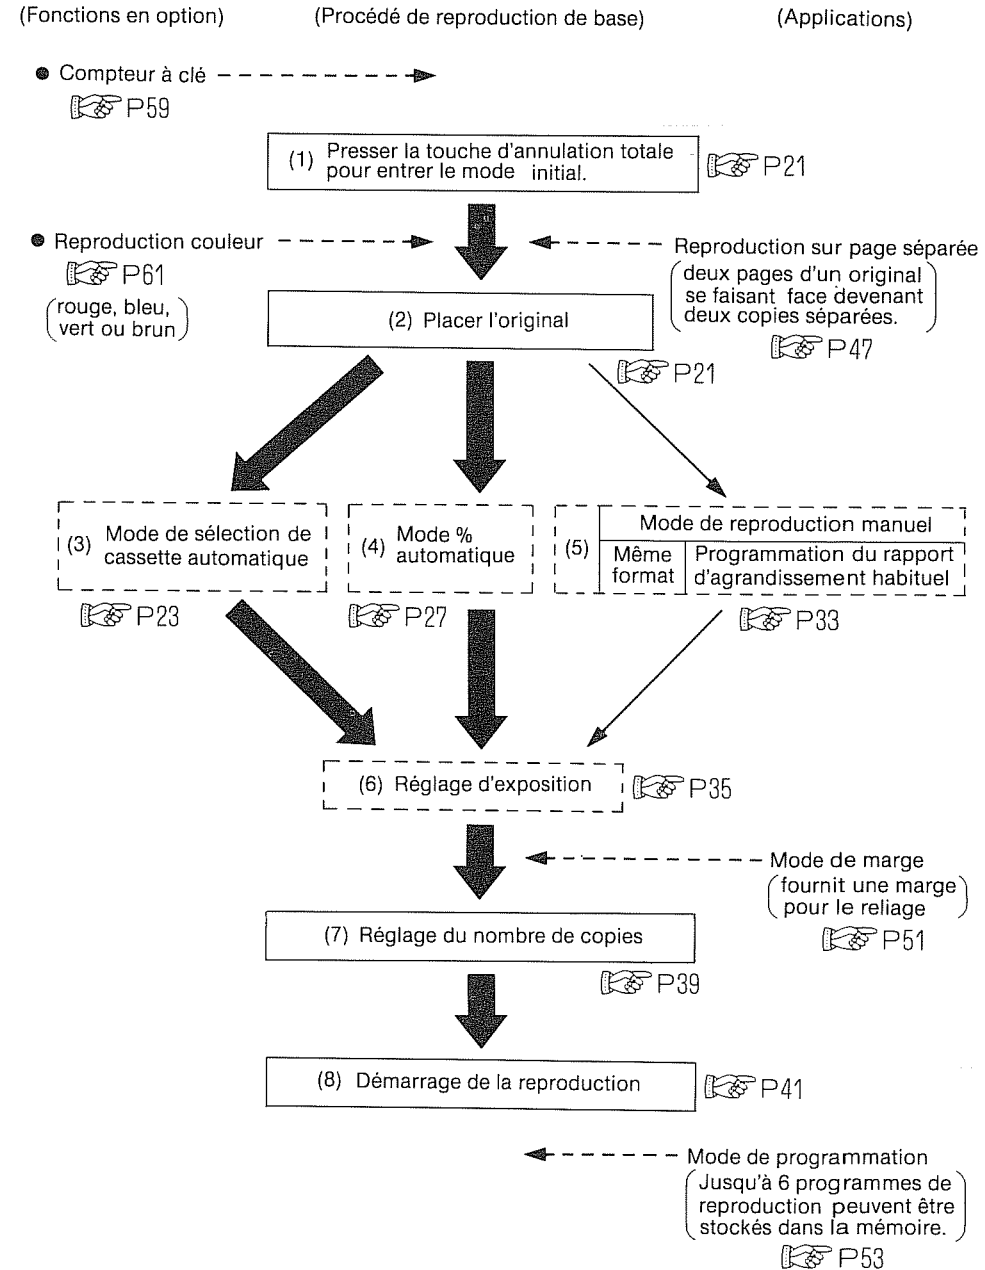 (Fonctions en option) (Procédé de reproduction de base) (Applications)
● Compteur à clé
P59
(1) Presser la touche d'annulation totale
pour entrer le mode initial.
P21
● Reproduction couleur
P61
(rouge, bleu,
vert ou brun)
Reproduction sur page séparée
(deux pages d'un original
se faisant face devenant
deux copies séparées.)
P47
(2) Placer l'original
P21
(3) Mode de sélection de
cassette automatique
P23
(4) Mode %
automatique
P27
(5) Mode de reproduction manuel
Même
format
Programmation du rapport
d'agrandissement habituel
P33
(6) Réglage d'exposition
P35
Mode de marge
(fournit une marge
pour le reliage)
P51
(7) Réglage du nombre de copies
P39
(8) Démarrage de la reproduction
P41
Mode de programmation
(Jusqu'à 6 programmes de
reproduction peuvent être
stockés dans la mémoire.)
P53